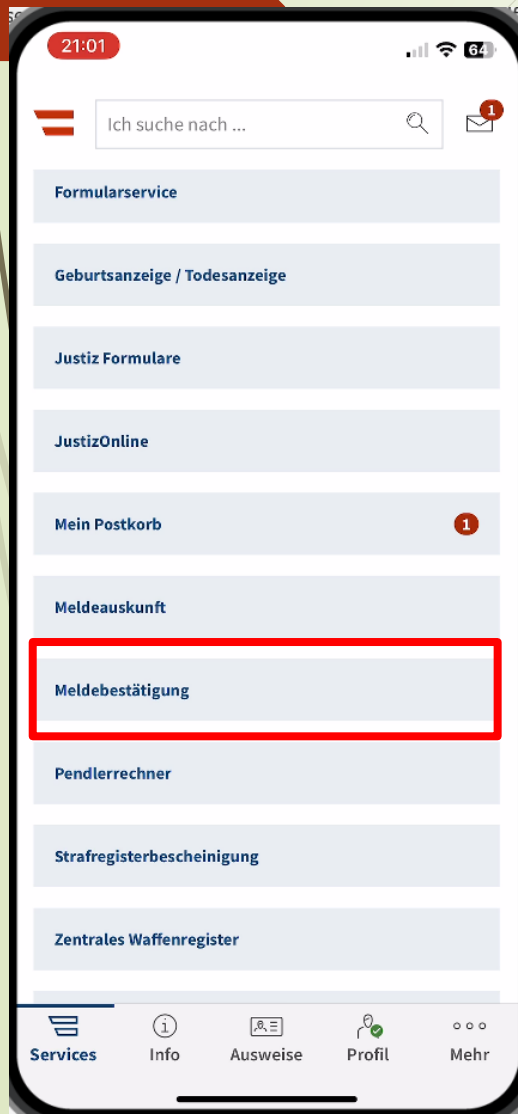 21:01
64
Ich suche nach ...
1
Formularservice
Geburtsanzeige / Todesanzeige
Justiz Formulare
JustizOnline
Mein Postkorb
1
Meldeauskunft
Meldebestätigung
Pendlerrechner
Strafregisterbescheinigung
Zentrales Waffenregister
Services Info Ausweise Profil Mehr